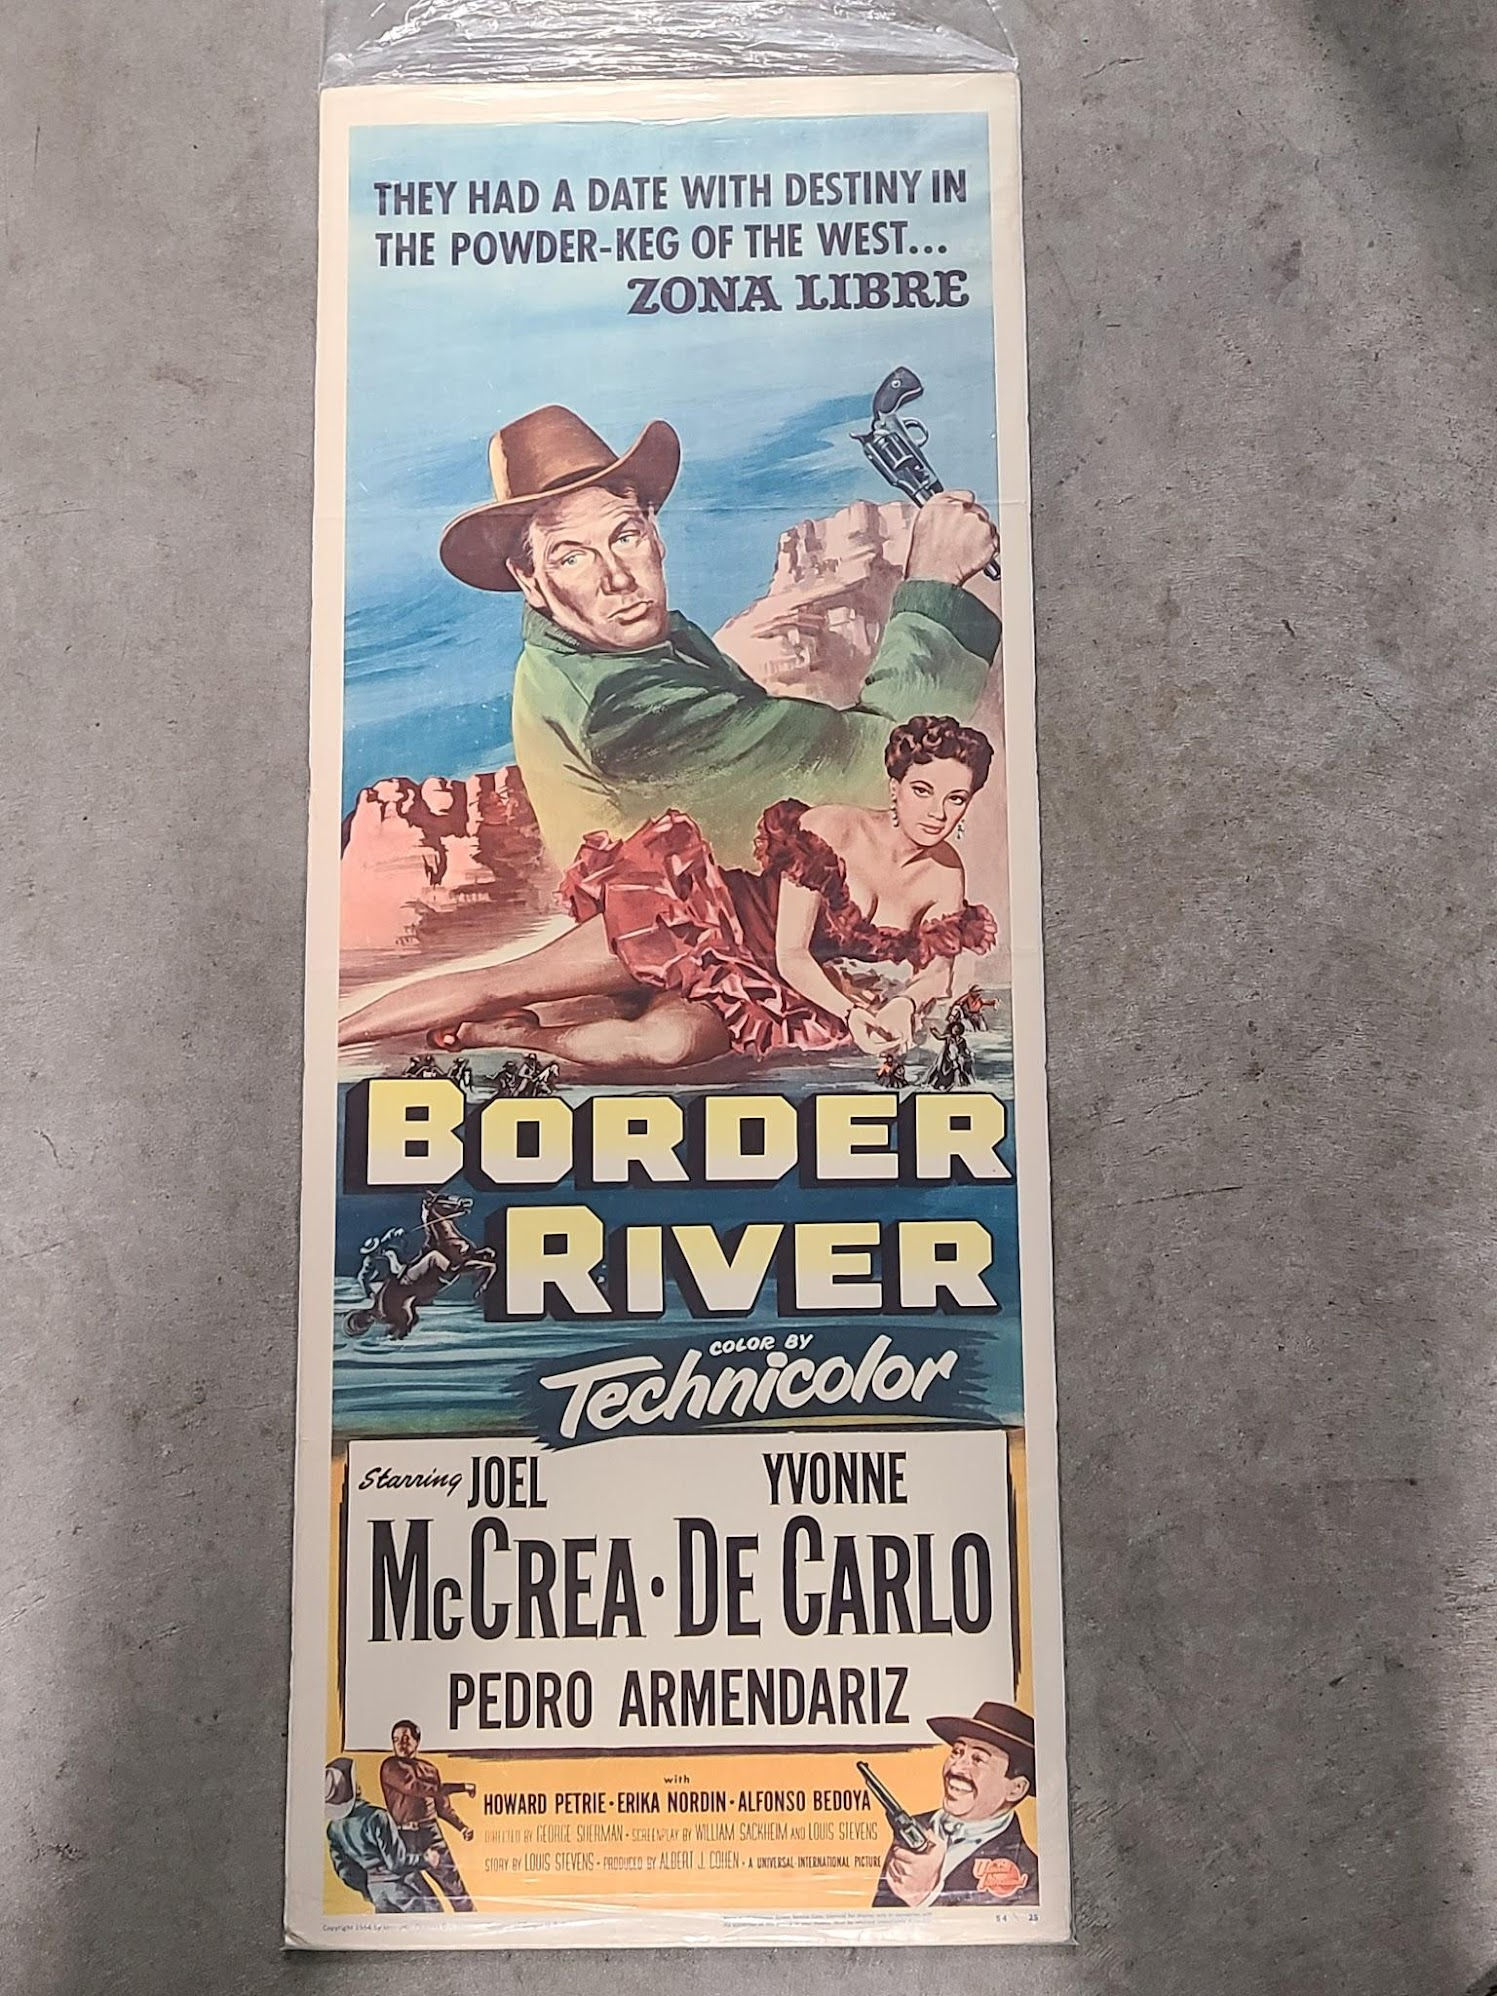 THEY HAD A DATE WITH DESTINY IN
THE POWDER-KEG OF THE WEST...
ZONA LIBRE
BORDER
RIVER
COLOR BY
Technicolor
Starring JOEL YVONNE
McCREA · DE CARLO
PEDRO ARMENDARIZ
with
HOWARD PETRIE · ERIKA NORDIN · ALFONSO BEDOYA
DIRECTED BY GEORGE SHERMAN · SCREENPLAY BY WILLIAM SACKHEIM AND LOUIS STEVENS
STORY BY LOUIS STEVENS · PRODUCED BY ALBERT J. COHEN · A UNIVERSAL-INTERNATIONAL PICTURE
Copyright 1954
54 25